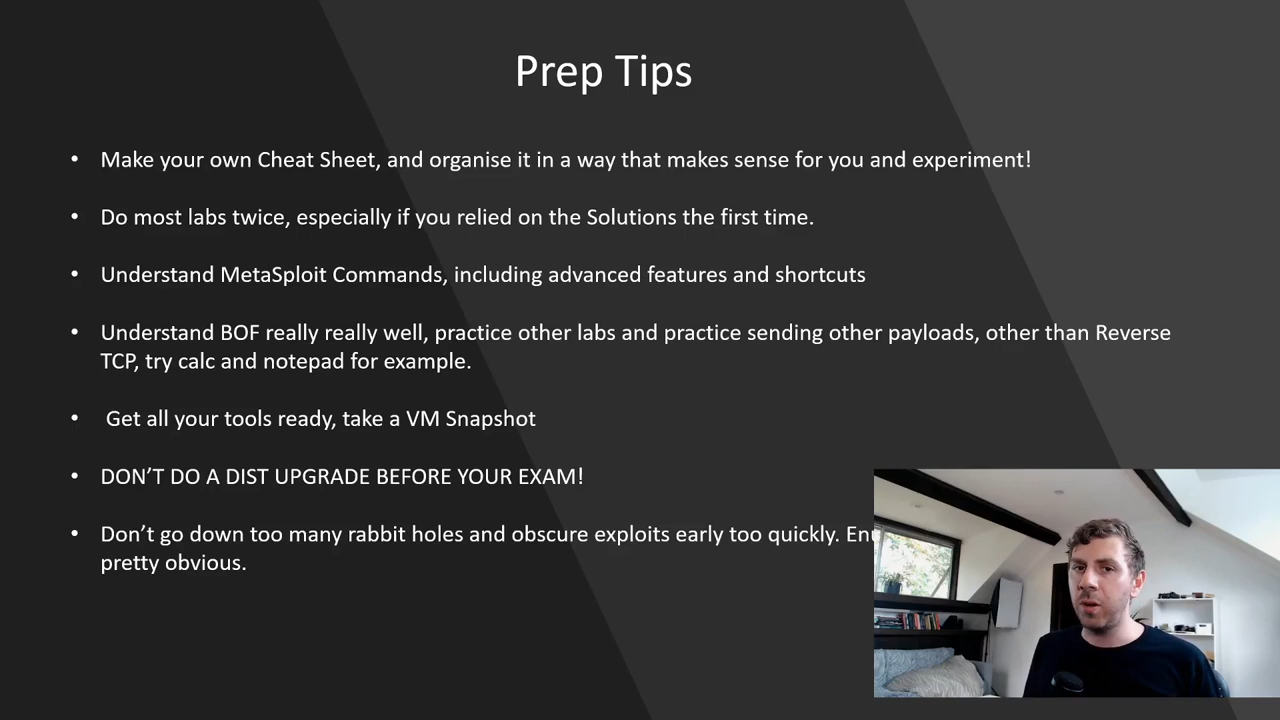 Prep Tips
• Make your own Cheat Sheet, and organise it in a way that makes sense for you and experiment!
• Do most labs twice, especially if you relied on the Solutions the first time.
• Understand MetaSploit Commands, including advanced features and shortcuts
• Understand BOF really really well, practice other labs and practice sending other payloads, other than Reverse
TCP, try calc and notepad for example.
• Get all your tools ready, take a VM Snapshot
• DON’T DO A DIST UPGRADE BEFORE YOUR EXAM!
• Don’t go down too many rabbit holes and obscure exploits early too quickly.
pretty obvious.